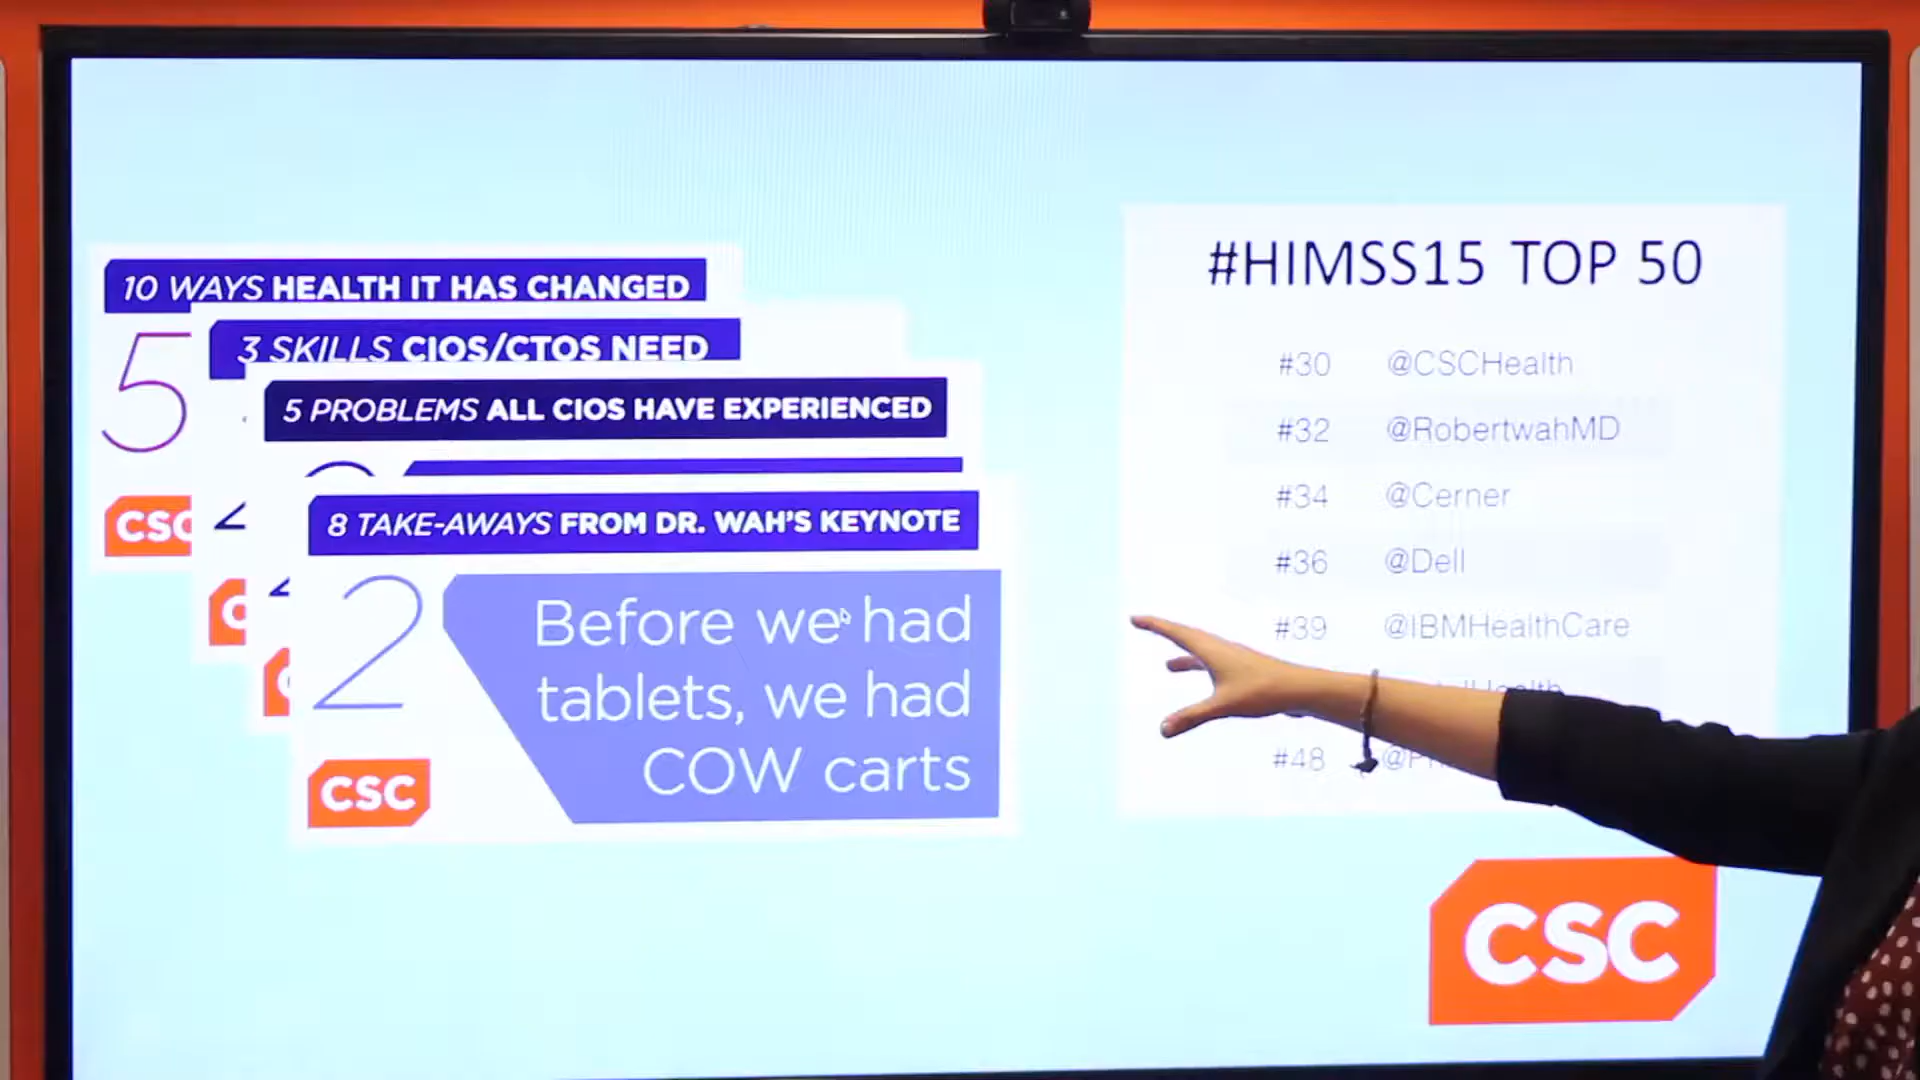 10 WAYS HEALTH IT HAS CHANGED
5
CSC
3 SKILLS CIOS/CTOS NEED
5 PROBLEMS ALL CIOS HAVE EXPERIENCED
8 TAKE-AWAYS FROM DR. WAH'S KEYNOTE
2
Before we had
tablets, we had
COW carts
CSC
#HIMSS15 TOP 50
#30 @CSCHealth
#32 @RobertwahMD
#34 @Cerner
#36 @Dell
#39 @IBMHealthCare
#48
CSC